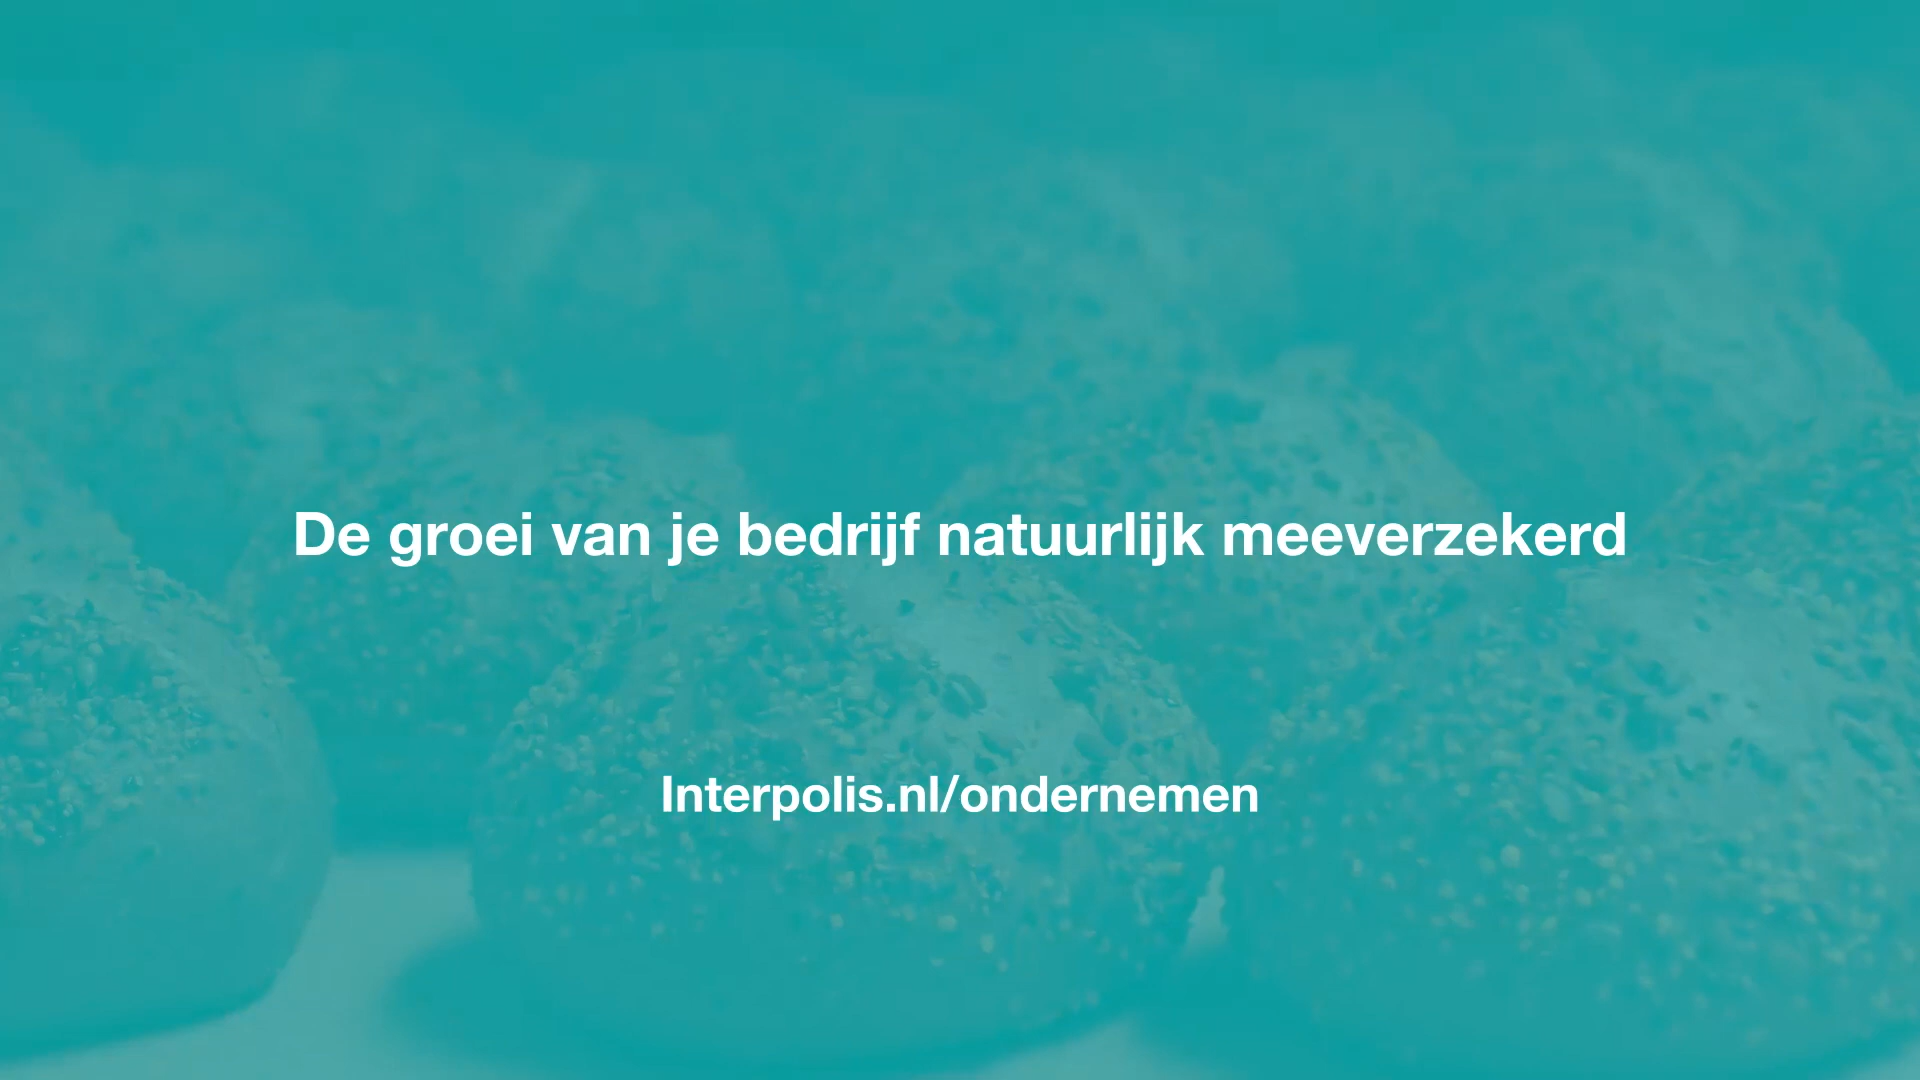 De groei van je bedrijf natuurlijk meeverzekerd
Interpolis.nl/ondernemen